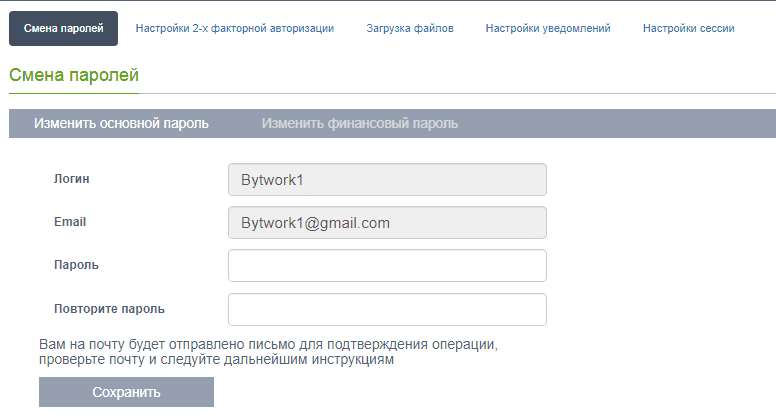 Смена паролей Настройки 2-х факторной авторизации Загрузка файлов Настройки уведомлений Настройки сессии
Смена паролей
Изменить основной пароль Изменить финансовый пароль
Логин Bytwork1
Email Bytwork1@gmail.com
Пароль
Повторите пароль
Вам на почту будет отправлено письмо для подтверждения операции,
проверьте почту и следуйте дальнейшим инструкциям
Сохранить